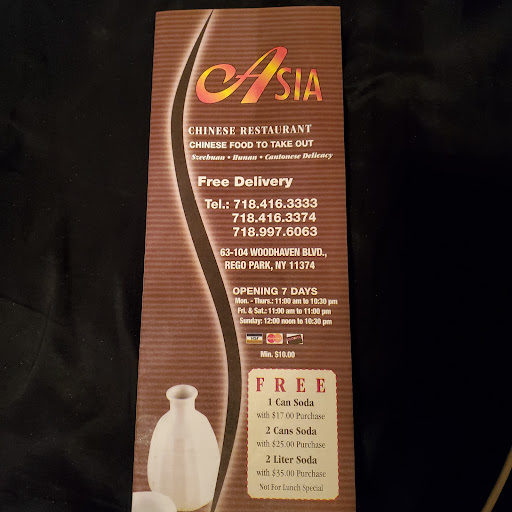 ASIA
CHINESE RESTAURANT
CHINESE FOOD TO TAKE OUT
Szechuan • Hunan • Cantonese Delicacy
Free Delivery
Tel.: 718.416.3333
718.416.3374
718.997.6063
63-104 WOODHAVEN BLVD.,
REGO PARK, NY 11374
OPENING 7 DAYS
Mon. - Thurs.: 11:00 am to 10:30 pm
Fri. & Sat.: 11:00 am to 11:00 pm
Sunday: 12:00 noon to 10:30 pm
VISA
Min. $10.00
FREE
1 Can Soda
with $17.00 Purchase
2 Cans Soda
with $25.00 Purchase
2 Liter Soda
with $35.00 Purchase
Not For Lunch Special